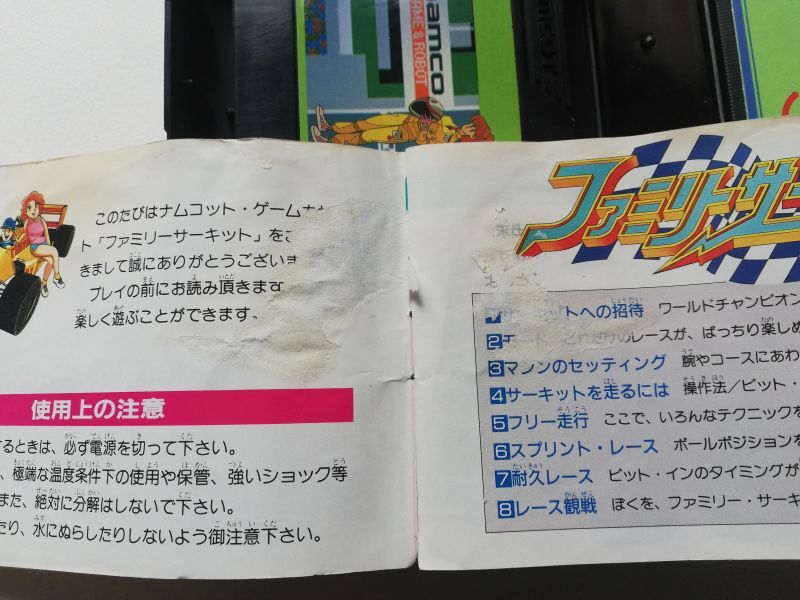 namco
GAME & ROBOT
このたびはナムコット・ゲーム
ト「ファミリーサーキット」をご
きまして誠にありがとうございま
プレイの前にお読み頂きます
楽しく遊ぶことができます。
使用上の注意
するときは、必ず電源を切って下さい。
、極端な温度条件下の使用や保管、強いショック等
また、絶対に分解はしないで下さい。
たり、水にぬらしたりしないよう御注意下さい。
ファミリーサー
1 サーキットへの招待 ワールドチャンピオン
2 レースが、ばっちり楽しめ
3 マシンのセッティング 腕やコースにあわ
4 サーキットを走るには 操作法/ピット・
5 フリー走行 ここで、いろんなテクニックを
6 スプリント・レース ポールポジションを
7 耐久レース ピット・インのタイミングが
8 レース観戦 ぼくを、ファミリー・サーキ